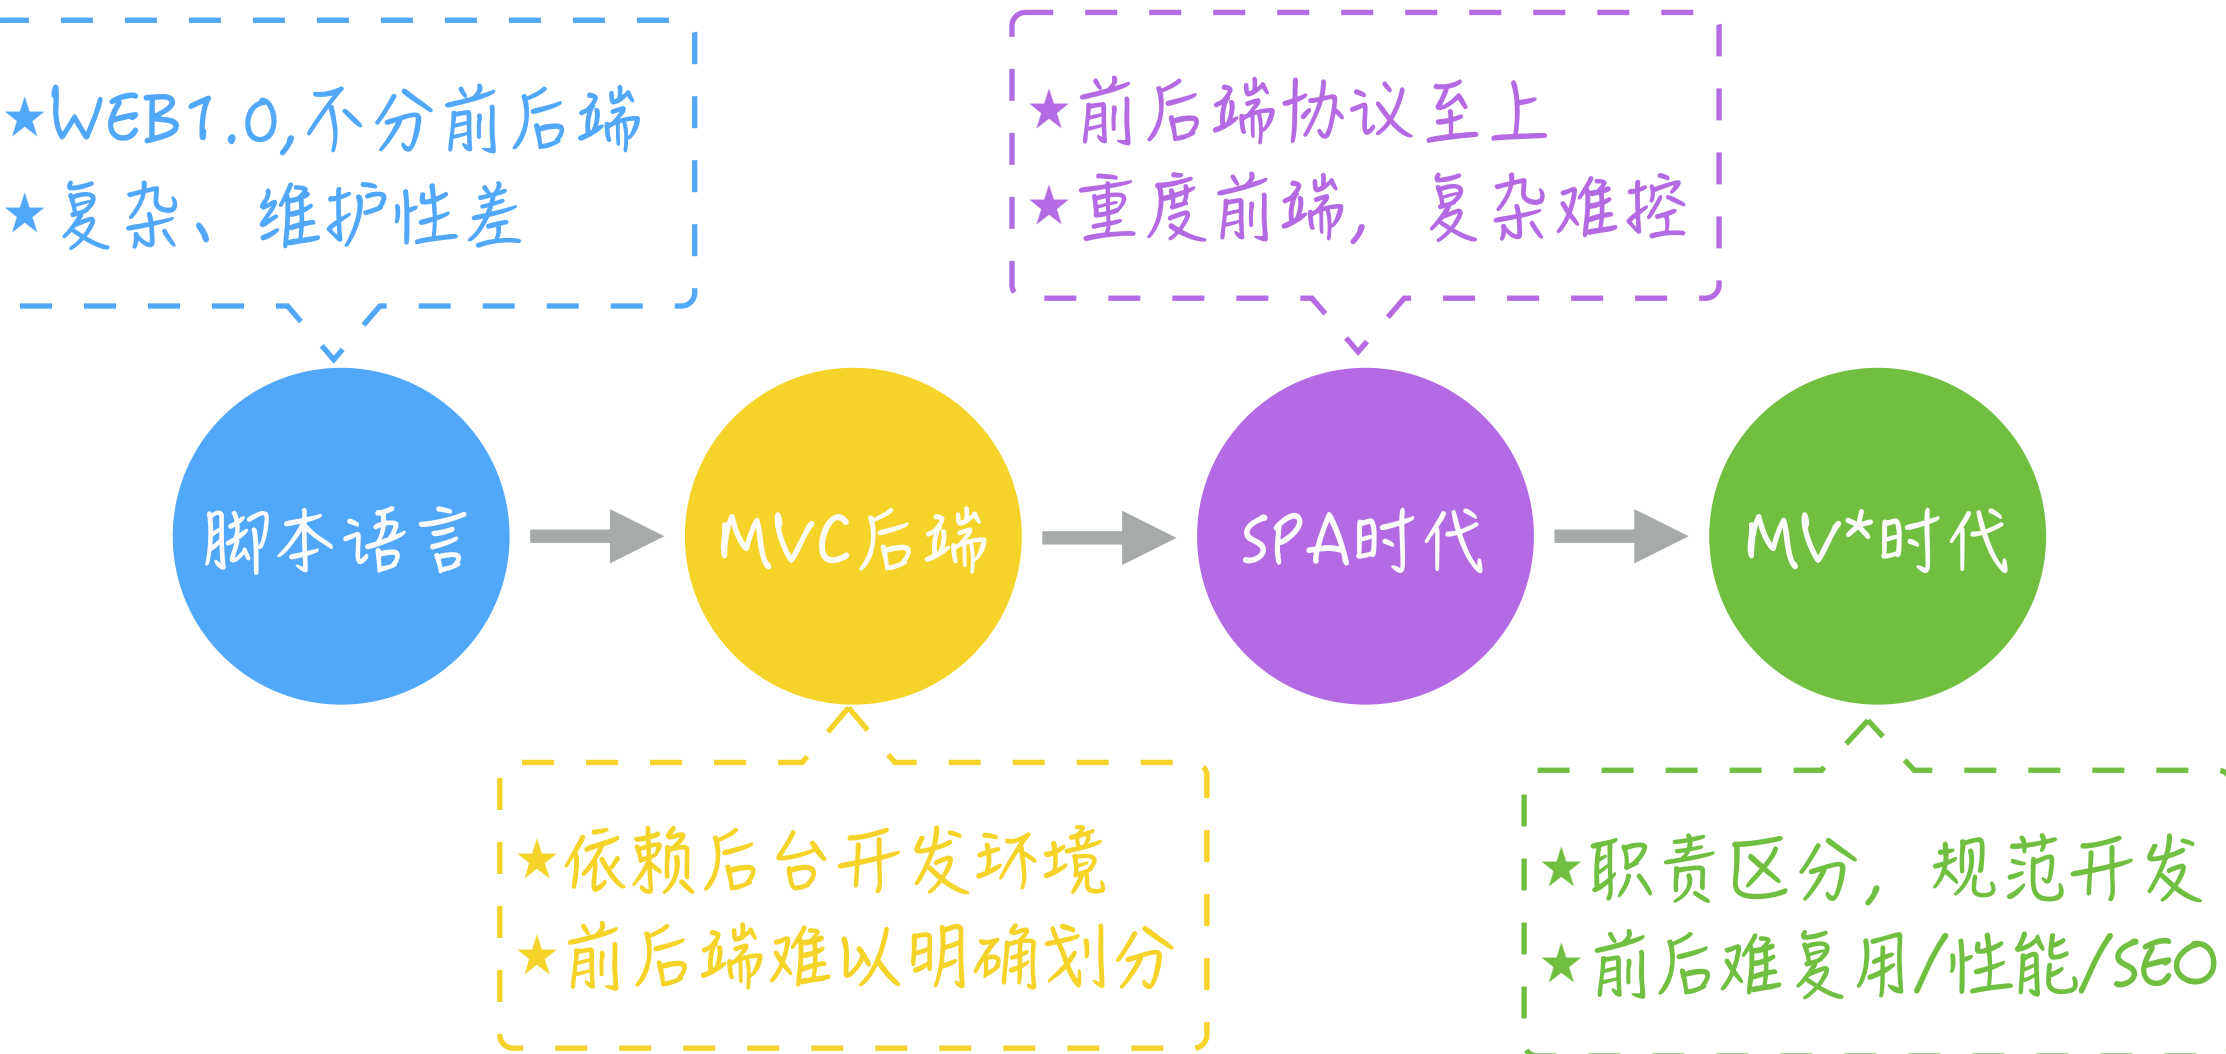 ★WEB1.0,不分前后端
★复杂、维护性差
★前后端协议至上
★重度前端，复杂难控
脚本语言
MVC后端
SPA时代
MV*时代
★依赖后台开发环境
★前后端难以明确划分
★职责区分，规范开发
★前后难复用/性能/SEO